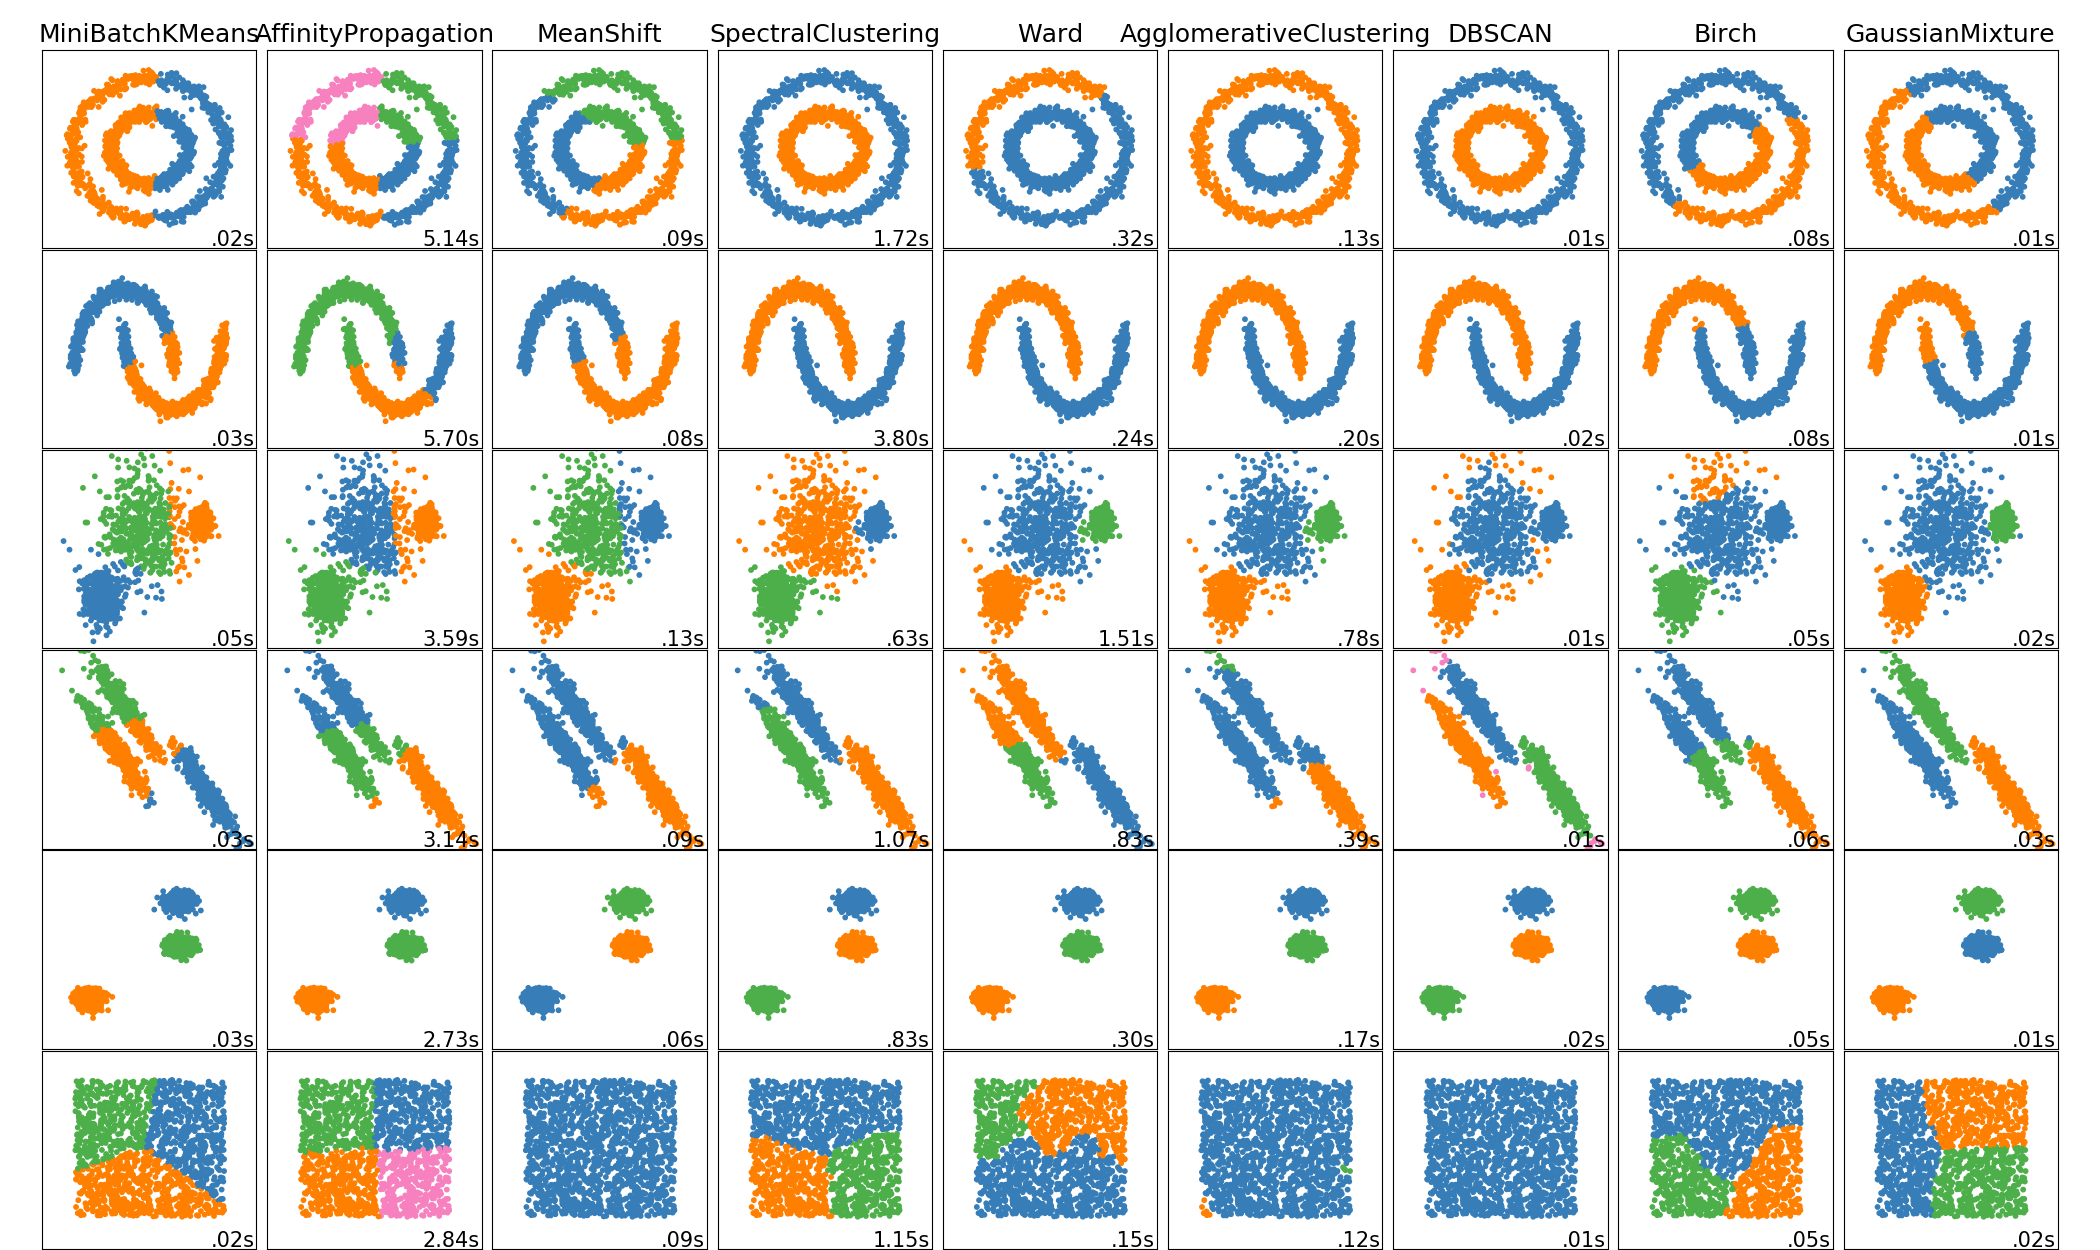 MiniBatchKMeans AffinityPropagation MeanShift SpectralClustering Ward AgglomerativeClustering DBSCAN Birch GaussianMixture
.02s 5.14s .09s 1.72s .32s .13s .01s .08s .01s
.03s 5.70s .08s 3.80s .24s .20s .02s .08s .01s
.05s 3.59s .13s .63s 1.51s .78s .01s .05s .02s
.03s 3.14s .09s 1.07s .83s .39s .01s .06s .03s
.03s 2.73s .06s .83s .30s .17s .02s .05s .01s
.02s 2.84s .09s 1.15s .15s .12s .01s .05s .02s